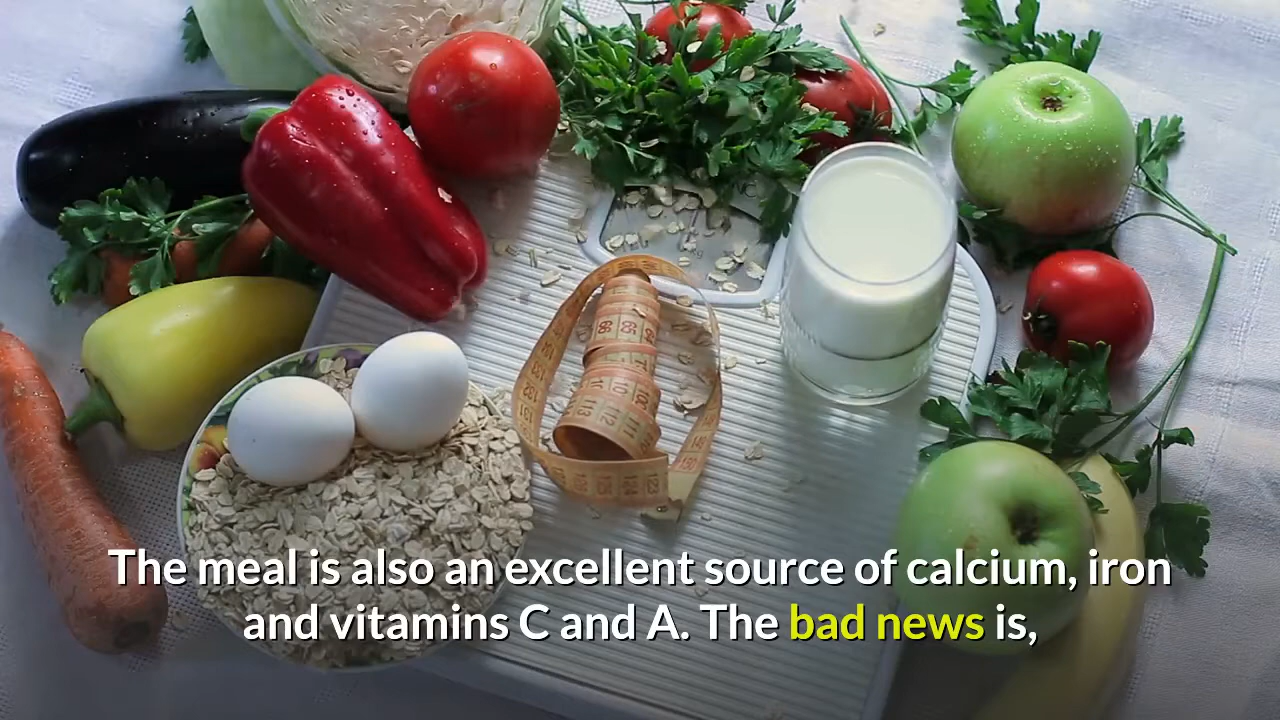 The meal is also an excellent source of calcium, iron
and vitamins C and A. The bad news is,